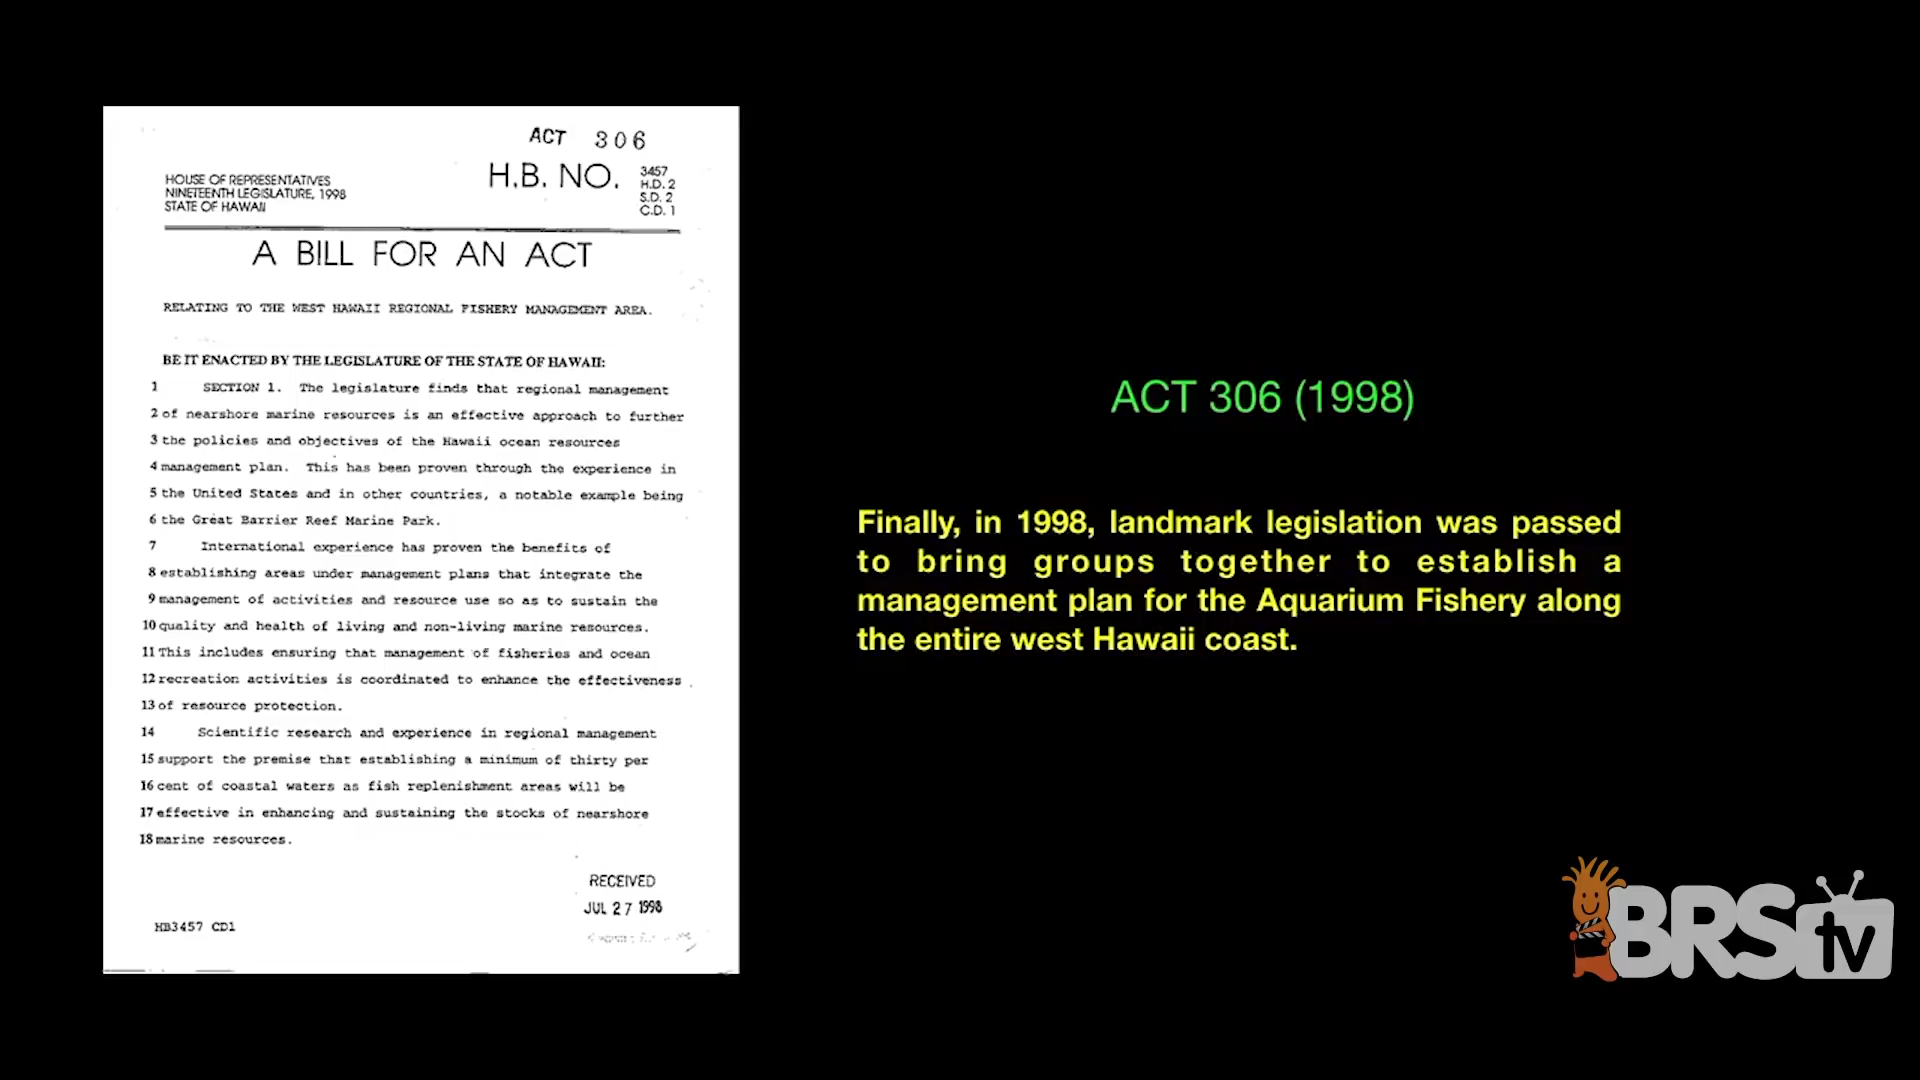 ACT 306
H.B. NO. 3457
H.D. 2
S.D. 2
C.D. 1
HOUSE OF REPRESENTATIVES
NINETEENTH LEGISLATURE, 1998
STATE OF HAWAII
A BILL FOR AN ACT
RELATING TO THE WEST HAWAII REGIONAL FISHERY MANAGEMENT AREA.
BE IT ENACTED BY THE LEGISLATURE OF THE STATE OF HAWAII:
1 SECTION 1. The legislature finds that regional management
2 of nearshore marine resources is an effective approach to further
3 the policies and objectives of the Hawaii ocean resources
4 management plan. This has been proven through the experience in
5 the United States and in other countries, a notable example being
6 the Great Barrier Reef Marine Park.
7 International experience has proven the benefits of
8 establishing areas under management plans that integrate the
9 management of activities and resource use so as to sustain the
10 quality and health of living and non-living marine resources.
11 This includes ensuring that management of fisheries and ocean
12 recreation activities is coordinated to enhance the effectiveness
13 of resource protection.
14 Scientific research and experience in regional management
15 support the premise that establishing a minimum of thirty per
16 cent of coastal waters as fish replenishment areas will be
17 effective in enhancing and sustaining the stocks of nearshore
18 marine resources.
RECEIVED
JUL 27 1998
HB3457 CD1
ACT 306 (1998)
Finally, in 1998, landmark legislation was passed
to bring groups together to establish a
management plan for the Aquarium Fishery along
the entire west Hawaii coast.
BRStv